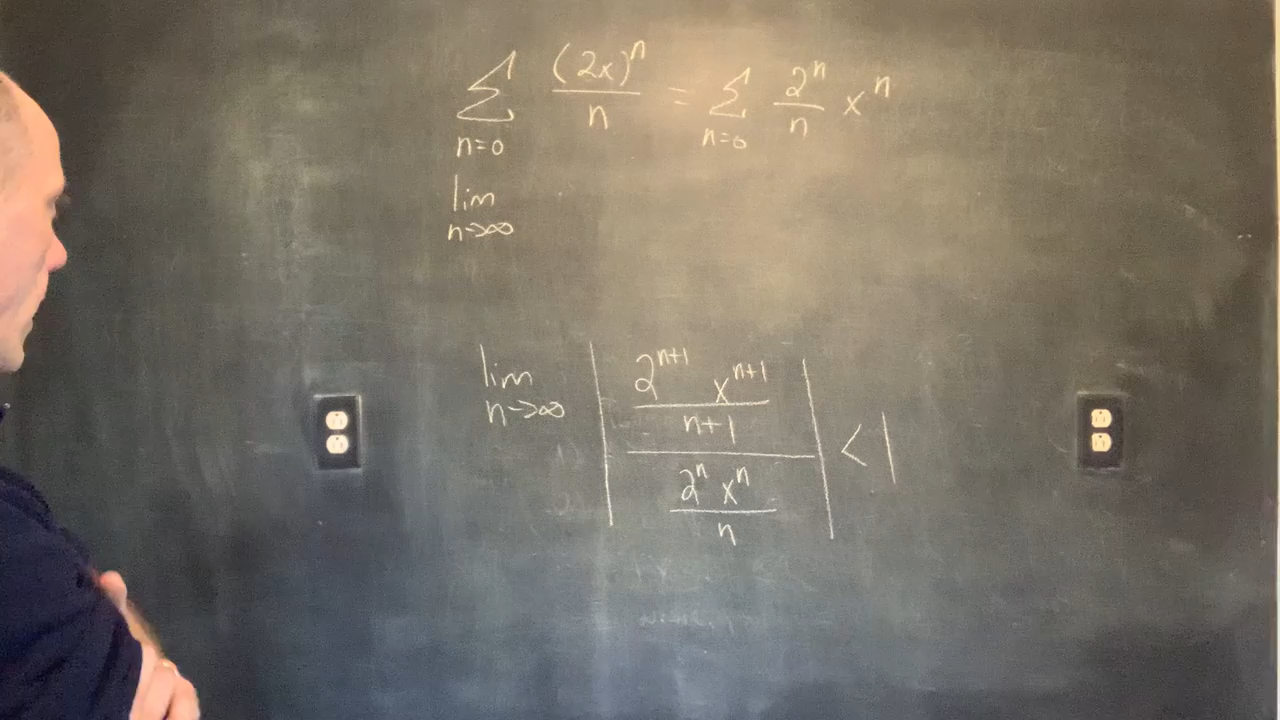 ∑ (2x)^n / n = ∑ 2^n / n x^n
n=0 n=0
lim
n→∞
lim | (2^{n+1} x^{n+1} / n+1) / (2^n x^n / n) | < 1
n→∞